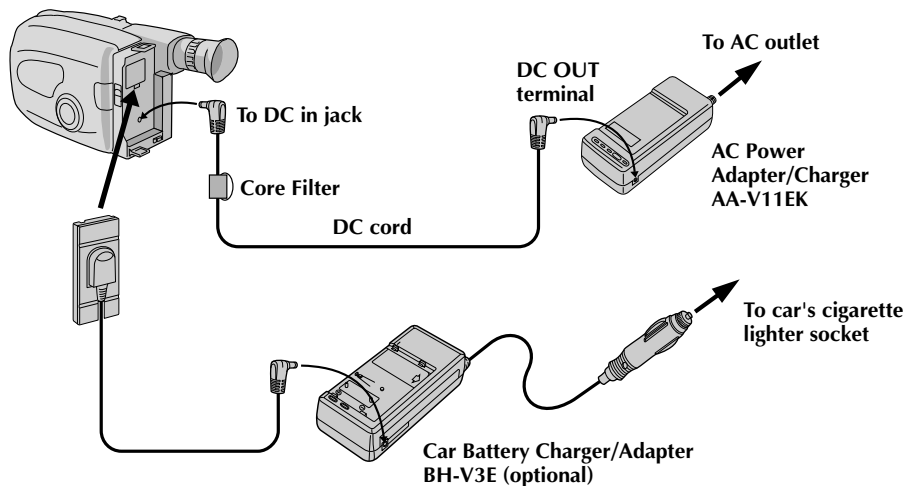 To AC outlet
DC OUT
terminal
To DC in jack
AC Power
Adapter/Charger
AA-V11EK
Core Filter
DC cord
To car's cigarette
lighter socket
Car Battery Charger/Adapter
BH-V3E (optional)